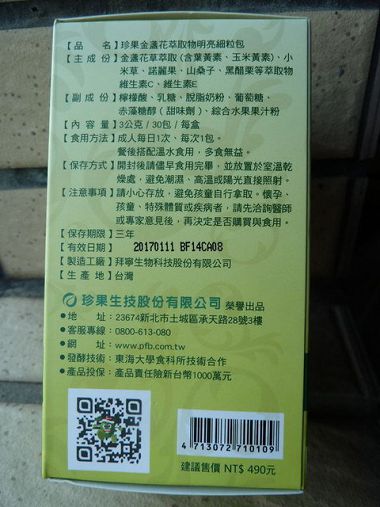 【品　　名】珍果金盞花萃取物明亮細粒包
【主 成 份】金盞花草萃取(含葉黃素、玉米黃素)、小
米草、諾麗果、山桑子、黑醋栗等萃取物
維生素C、維生素E
【副 成 份】檸檬酸、乳糖、脫脂奶粉、葡萄糖、
赤藻糖醇(甜味劑)、綜合水果果汁粉
【內 容 量】3公克/30包/每盒
【食用方法】成人每日1次、每次1包。
餐後搭配溫水食用，多食無益。
【保存方式】開封後請儘早食用完畢，並放置於室溫乾
燥處，避免潮濕、高溫或陽光直接照射。
【注意事項】請小心存放，避免孩童自行拿取。懷孕、
孩童、特殊體質或疾病者，請先洽詢醫師
或專家意見後，再決定是否購買與食用。
【保存期限】三年
【有效日期】 20170111 BF14CA08
【製造工廠】拜寧生物科技股份有限公司
【生 產 地】台灣
珍果生技股份有限公司 榮譽出品
●地　　址：23674新北市土城區承天路28號3樓
●客服專線：0800-613-080
●網　　址：www.pfb.com.tw
●發酵技術：東海大學食科所技術合作
●產品投保：產品責任險新台幣1000萬元
4 713072 710109
建議售價 NT$ 490元